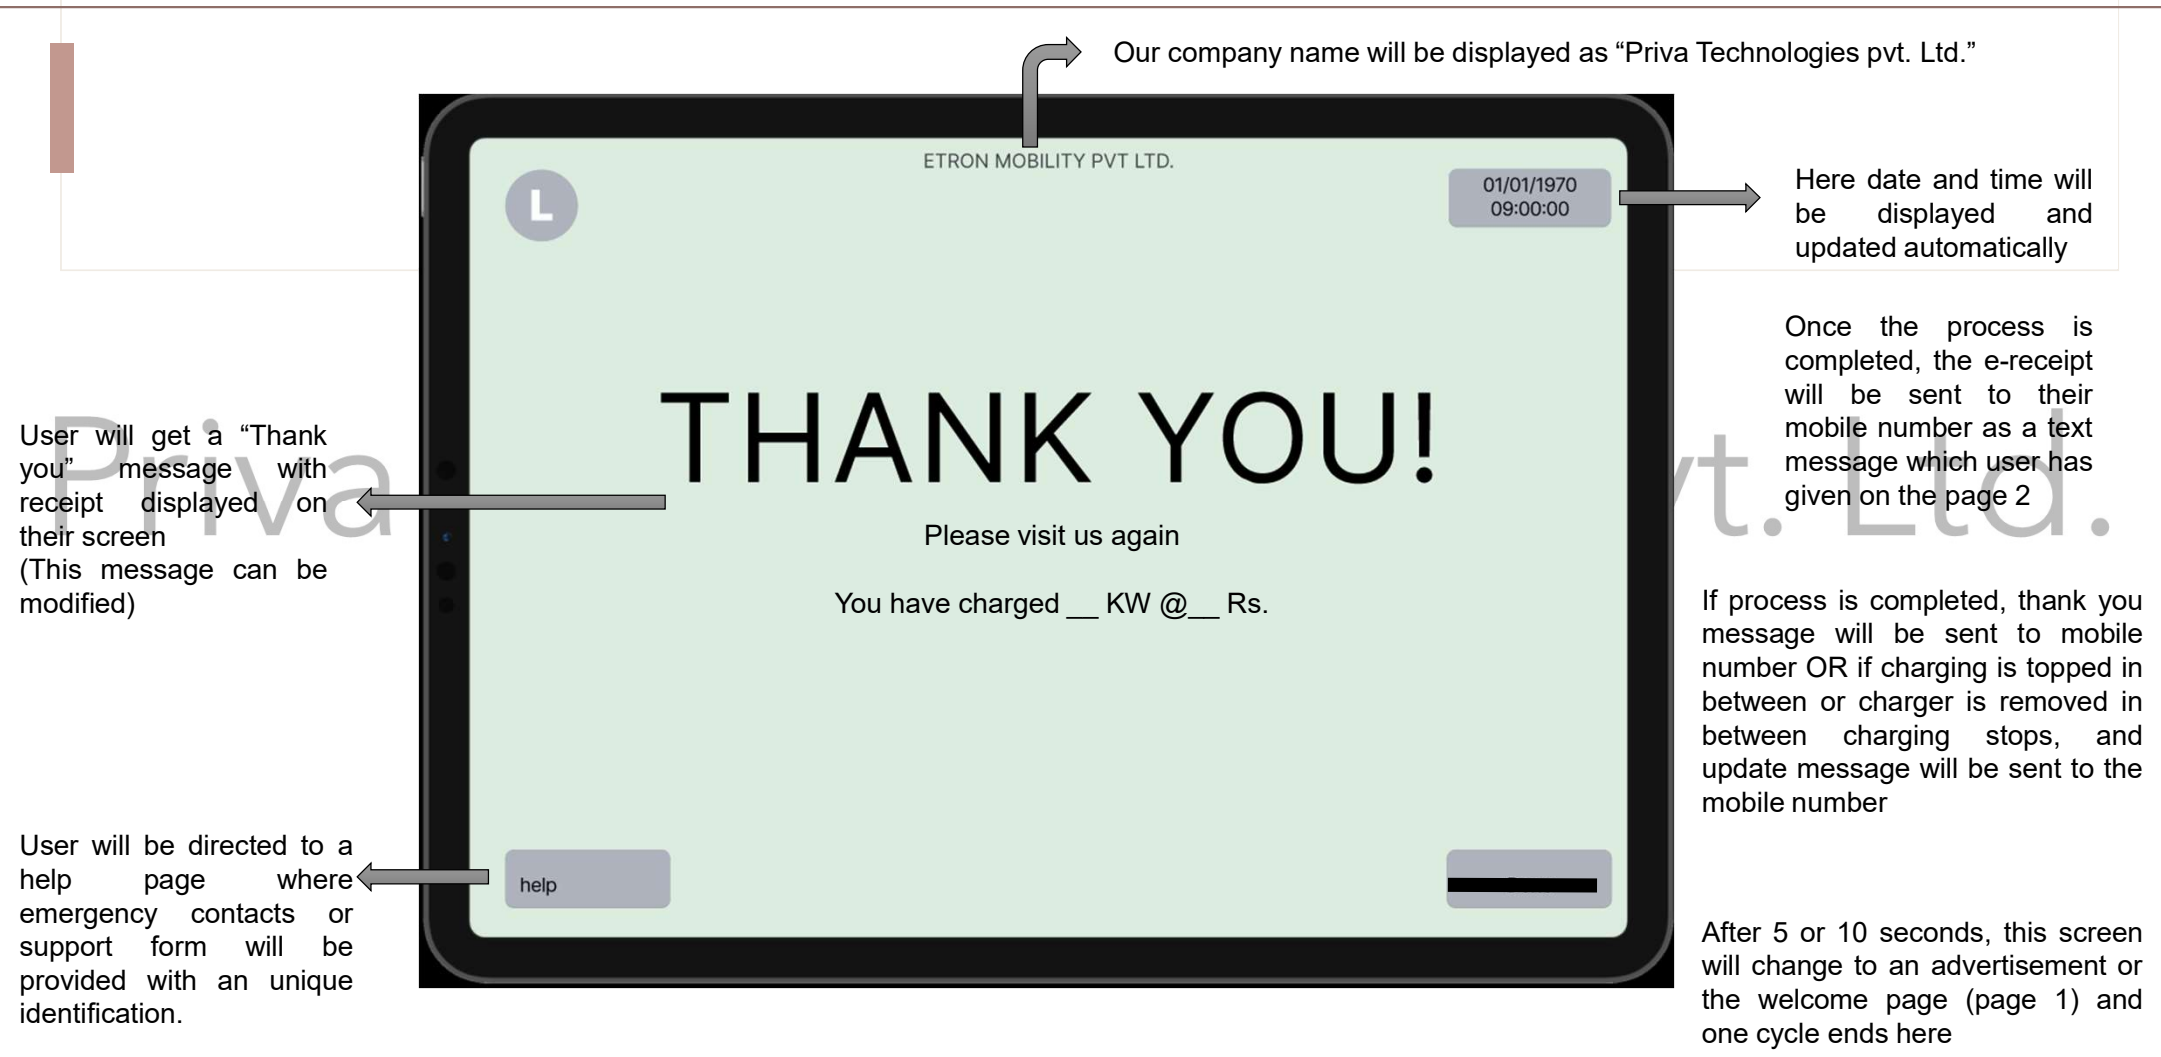 Our company name will be displayed as “Priva Technologies pvt. Ltd.”
ETRON MOBILITY PVT LTD.
L
01/01/1970
09:00:00
Here date and time will
be displayed and
updated automatically
Once the process is
completed, the e-receipt
will be sent to their
mobile number as a text
message which user has
given on the page 2
THANK YOU!
Please visit us again
You have charged __ KW @__ Rs.
User will get a “Thank
you” message with
receipt displayed on
their screen
(This message can be
modified)
Priva vt. Ltd.
If process is completed, thank you
message will be sent to mobile
number OR if charging is topped in
between or charger is removed in
between charging stops, and
update message will be sent to the
mobile number
User will be directed to a
help page where
emergency contacts or
support form will be
provided with an unique
identification.
help
After 5 or 10 seconds, this screen
will change to an advertisement or
the welcome page (page 1) and
one cycle ends here